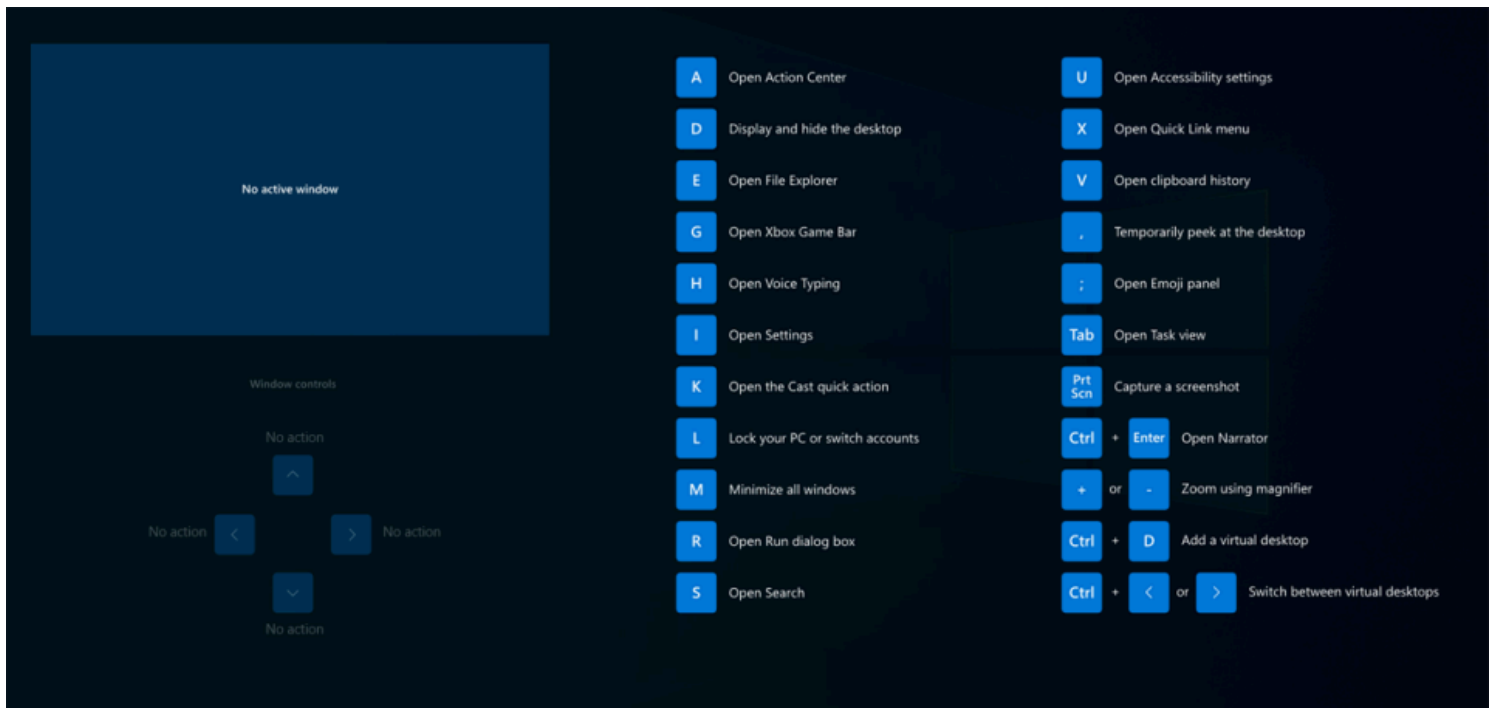 No active window
Window controls
No action
No action
No action
No action
A Open Action Center
D Display and hide the desktop
E Open File Explorer
G Open Xbox Game Bar
H Open Voice Typing
I Open Settings
K Open the Cast quick action
L Lock your PC or switch accounts
M Minimize all windows
R Open Run dialog box
S Open Search
U Open Accessibility settings
X Open Quick Link menu
V Open clipboard history
, Temporarily peek at the desktop
; Open Emoji panel
Tab Open Task view
Prt
Scn Capture a screenshot
Ctrl + Enter Open Narrator
+ or - Zoom using magnifier
Ctrl + D Add a virtual desktop
Ctrl + < or > Switch between virtual desktops